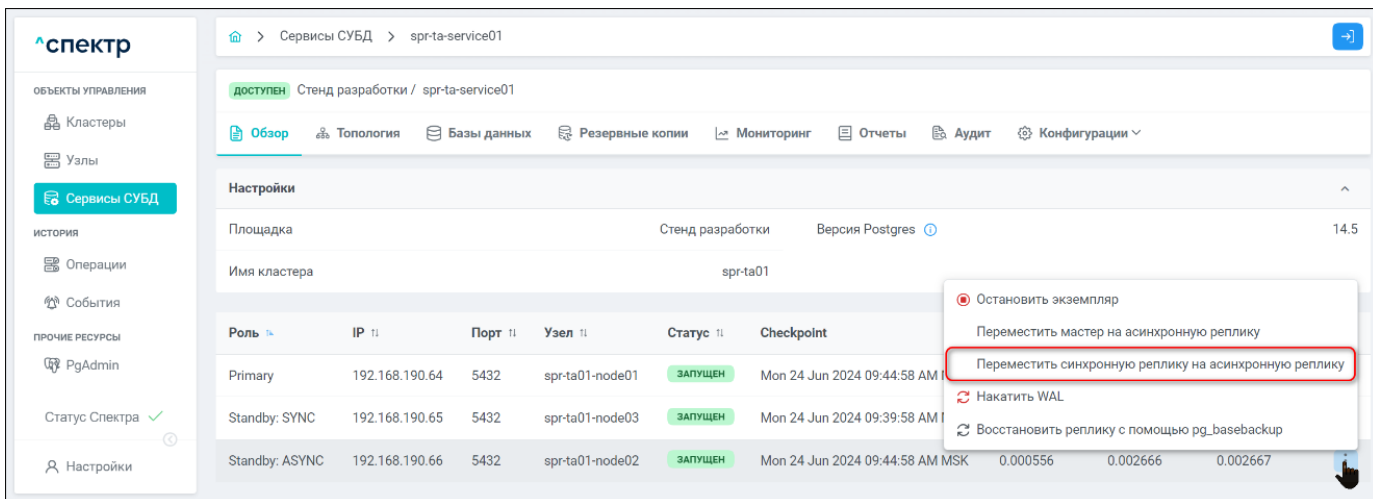 ^спектр
ОБЪЕКТЫ УПРАВЛЕНИЯ
Кластеры
Узлы
Сервисы СУБД
ИСТОРИЯ
Операции
События
ПРОЧИЕ РЕСУРСЫ
PgAdmin
Статус Спектра
Настройки
> Сервисы СУБД > spr-ta-service01
ДОСТУПЕН Стенд разработки / spr-ta-service01
Обзор Топология Базы данных Резервные копии Мониторинг Отчеты Аудит Конфигурации
Настройки
Площадка Стенд разработки Версия Postgres 14.5
Имя кластера spr-ta01
Роль IP Порт Узел Статус Checkpoint
Primary 192.168.190.64 5432 spr-ta01-node01 ЗАПУЩЕН Mon 24 Jun 2024 09:44:58 AM
Standby: SYNC 192.168.190.65 5432 spr-ta01-node03 ЗАПУЩЕН Mon 24 Jun 2024 09:39:58 AM
Standby: ASYNC 192.168.190.66 5432 spr-ta01-node02 ЗАПУЩЕН Mon 24 Jun 2024 09:44:58 AM MSK 0.000556 0.002666 0.002667
Остановить экземпляр
Переместить мастер на асинхронную реплику
Переместить синхронную реплику на асинхронную реплику
Накатить WAL
Восстановить реплику с помощью pg_basebackup